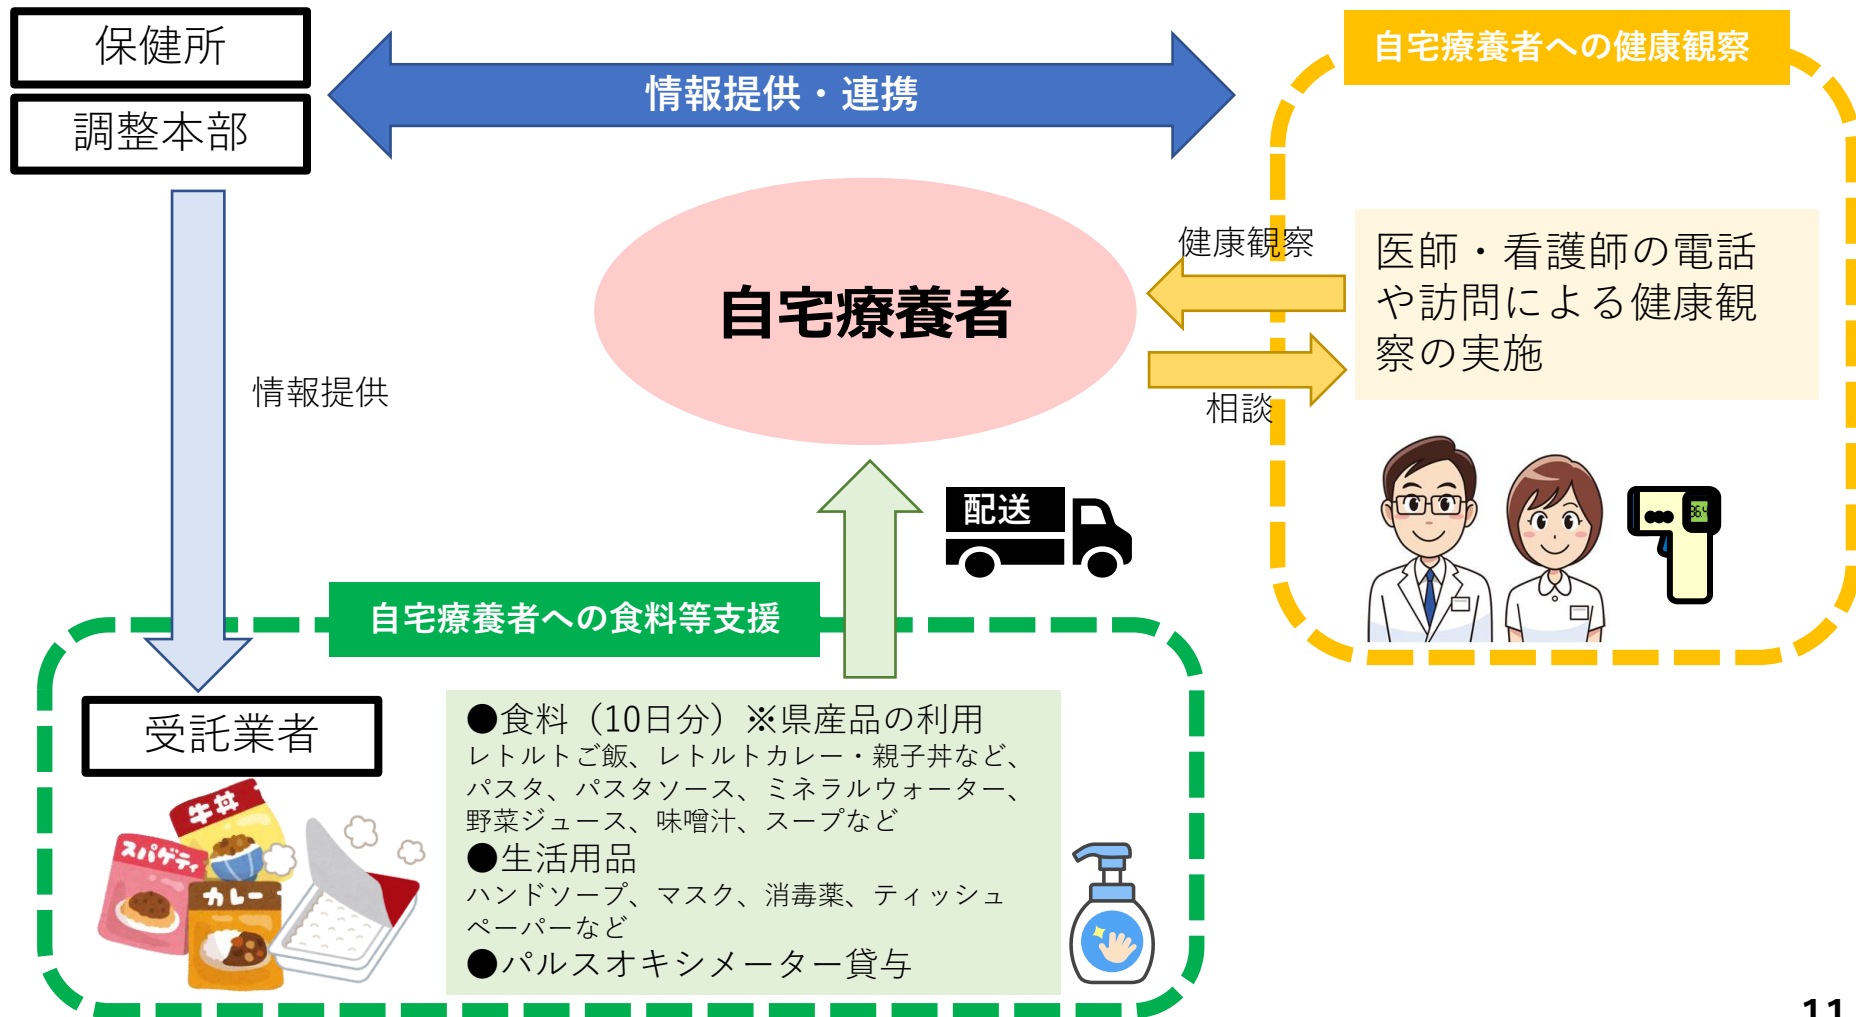 保健所
調整本部
情報提供・連携
自宅療養者への健康観察
健康観察
自宅療養者
医師・看護師の電話
や訪問による健康観
察の実施
情報提供
相談
36.4
配送
自宅療養者への食料等支援
受託業者
●食料（10日分）※県産品の利用
レトルトご飯、レトルトカレー・親子丼など、
パスタ、パスタソース、ミネラルウォーター、
野菜ジュース、味噌汁、スープなど
●生活用品
ハンドソープ、マスク、消毒薬、ティッシュ
ペーパーなど
●パルスオキシメーター貸与
牛丼
スパゲティ
カレー
11